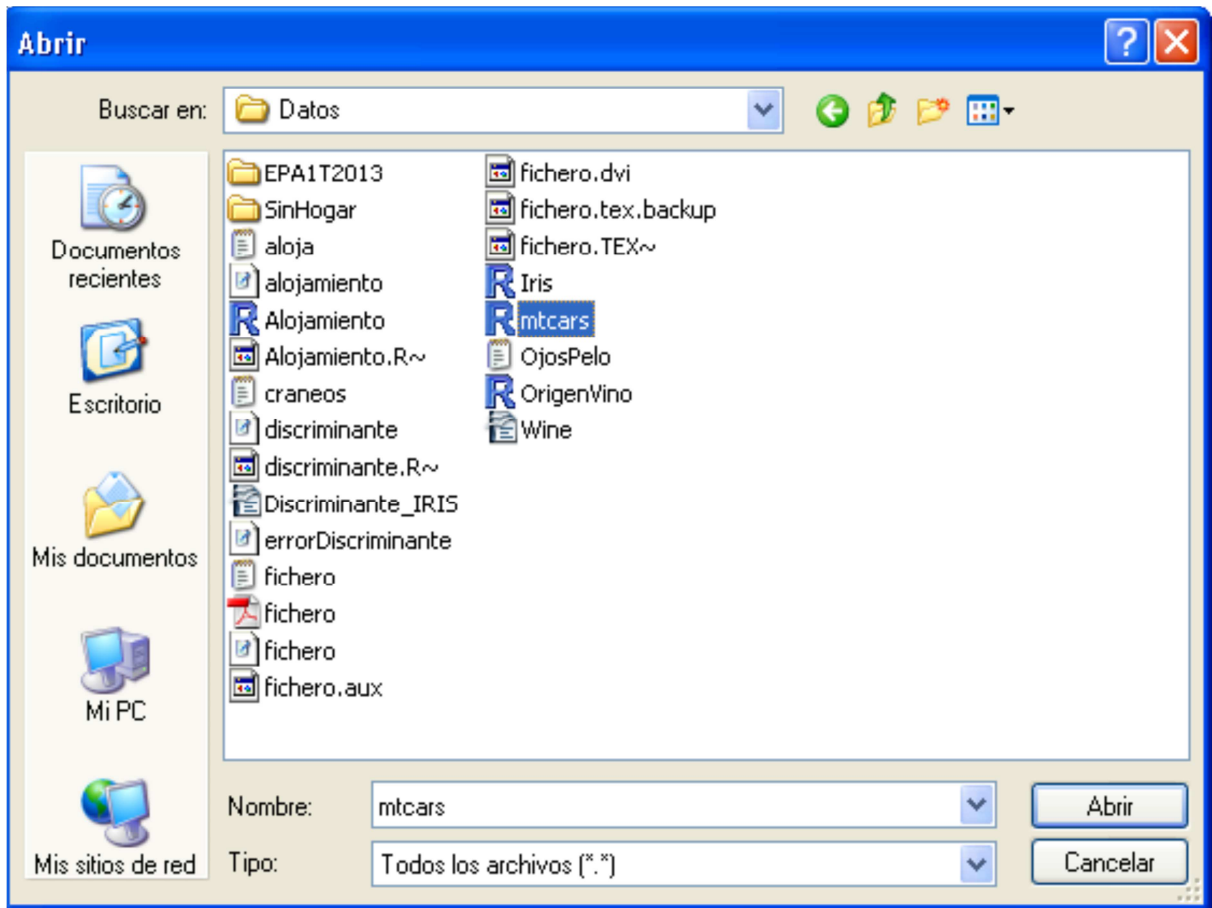 Abrir
Buscar en:
Datos
Documentos
recientes
Escritorio
Mis documentos
Mi PC
Mis sitios de red
EPA1T2013
SinHogar
aloja
alojamiento
Alojamiento
Alojamiento.R~
craneos
discriminante
discriminante.R~
Discriminante_IRIS
errorDiscriminante
fichero
fichero
fichero
fichero.aux
fichero.dvi
fichero.tex.backup
fichero.TEX~
Iris
mtcars
OjosPelo
OrigenVino
Wine
Nombre:
mtcars
Abrir
Tipo:
Todos los archivos (*.*)
Cancelar